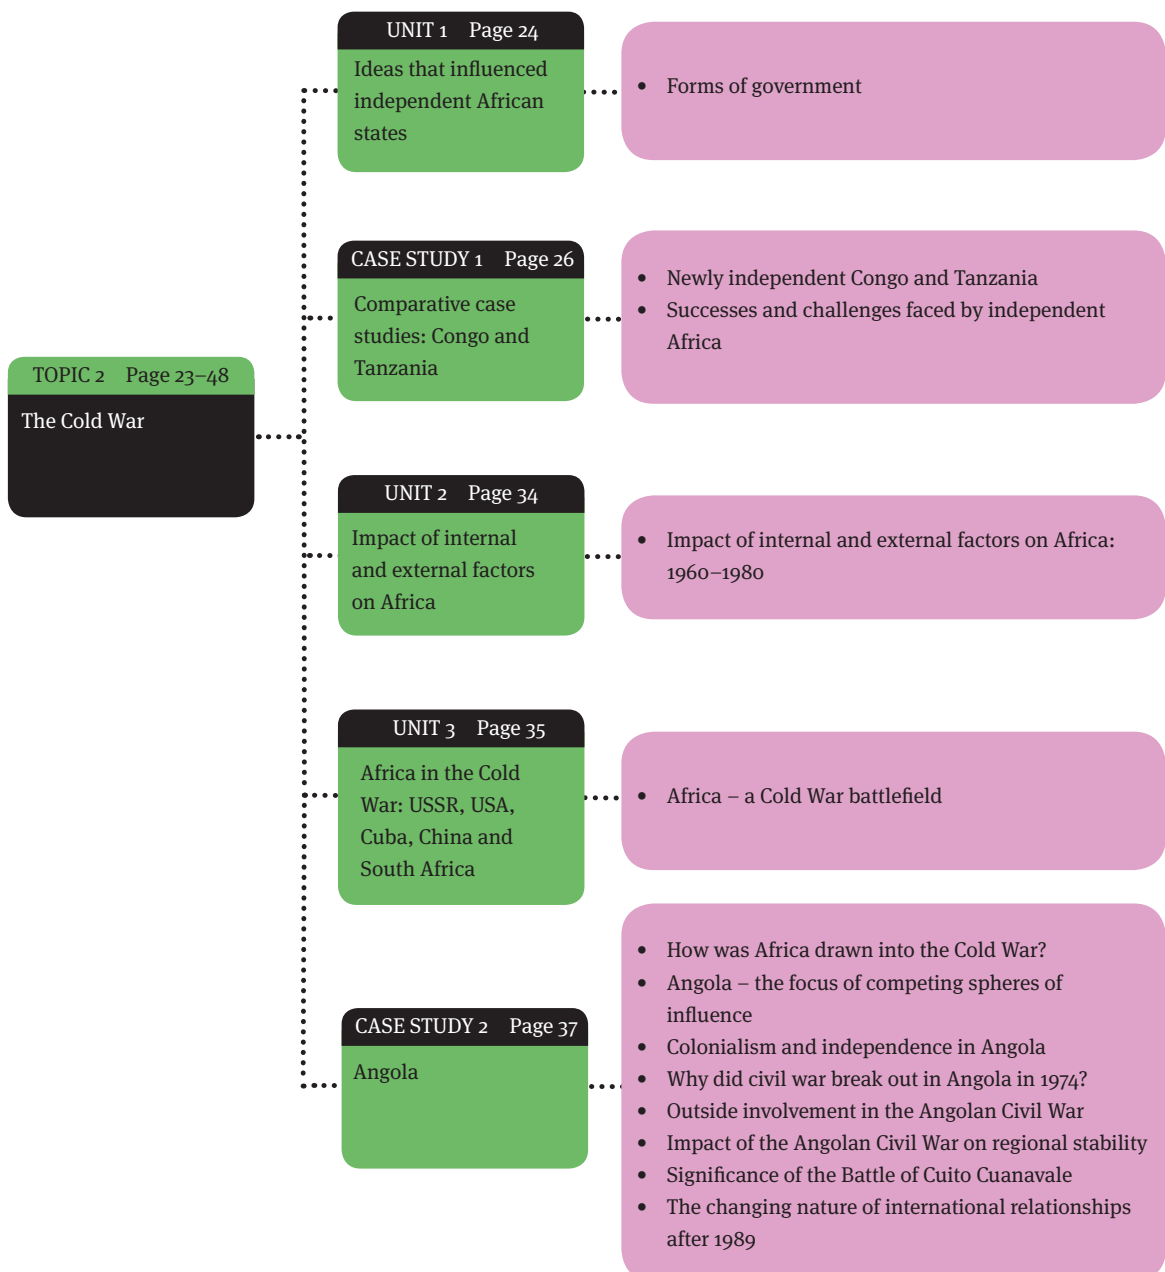 TOPIC 2 Page 23–48
The Cold War
UNIT 1 Page 24
Ideas that influenced
independent African
states
• Forms of government
CASE STUDY 1 Page 26
Comparative case
studies: Congo and
Tanzania
• Newly independent Congo and Tanzania
• Successes and challenges faced by independent
Africa
UNIT 2 Page 34
Impact of internal
and external factors
on Africa
• Impact of internal and external factors on Africa:
1960–1980
UNIT 3 Page 35
Africa in the Cold
War: USSR, USA,
Cuba, China and
South Africa
• Africa – a Cold War battlefield
CASE STUDY 2 Page 37
Angola
• How was Africa drawn into the Cold War?
• Angola – the focus of competing spheres of
influence
• Colonialism and independence in Angola
• Why did civil war break out in Angola in 1974?
• Outside involvement in the Angolan Civil War
• Impact of the Angolan Civil War on regional stability
• Significance of the Battle of Cuito Cuanavale
• The changing nature of international relationships
after 1989